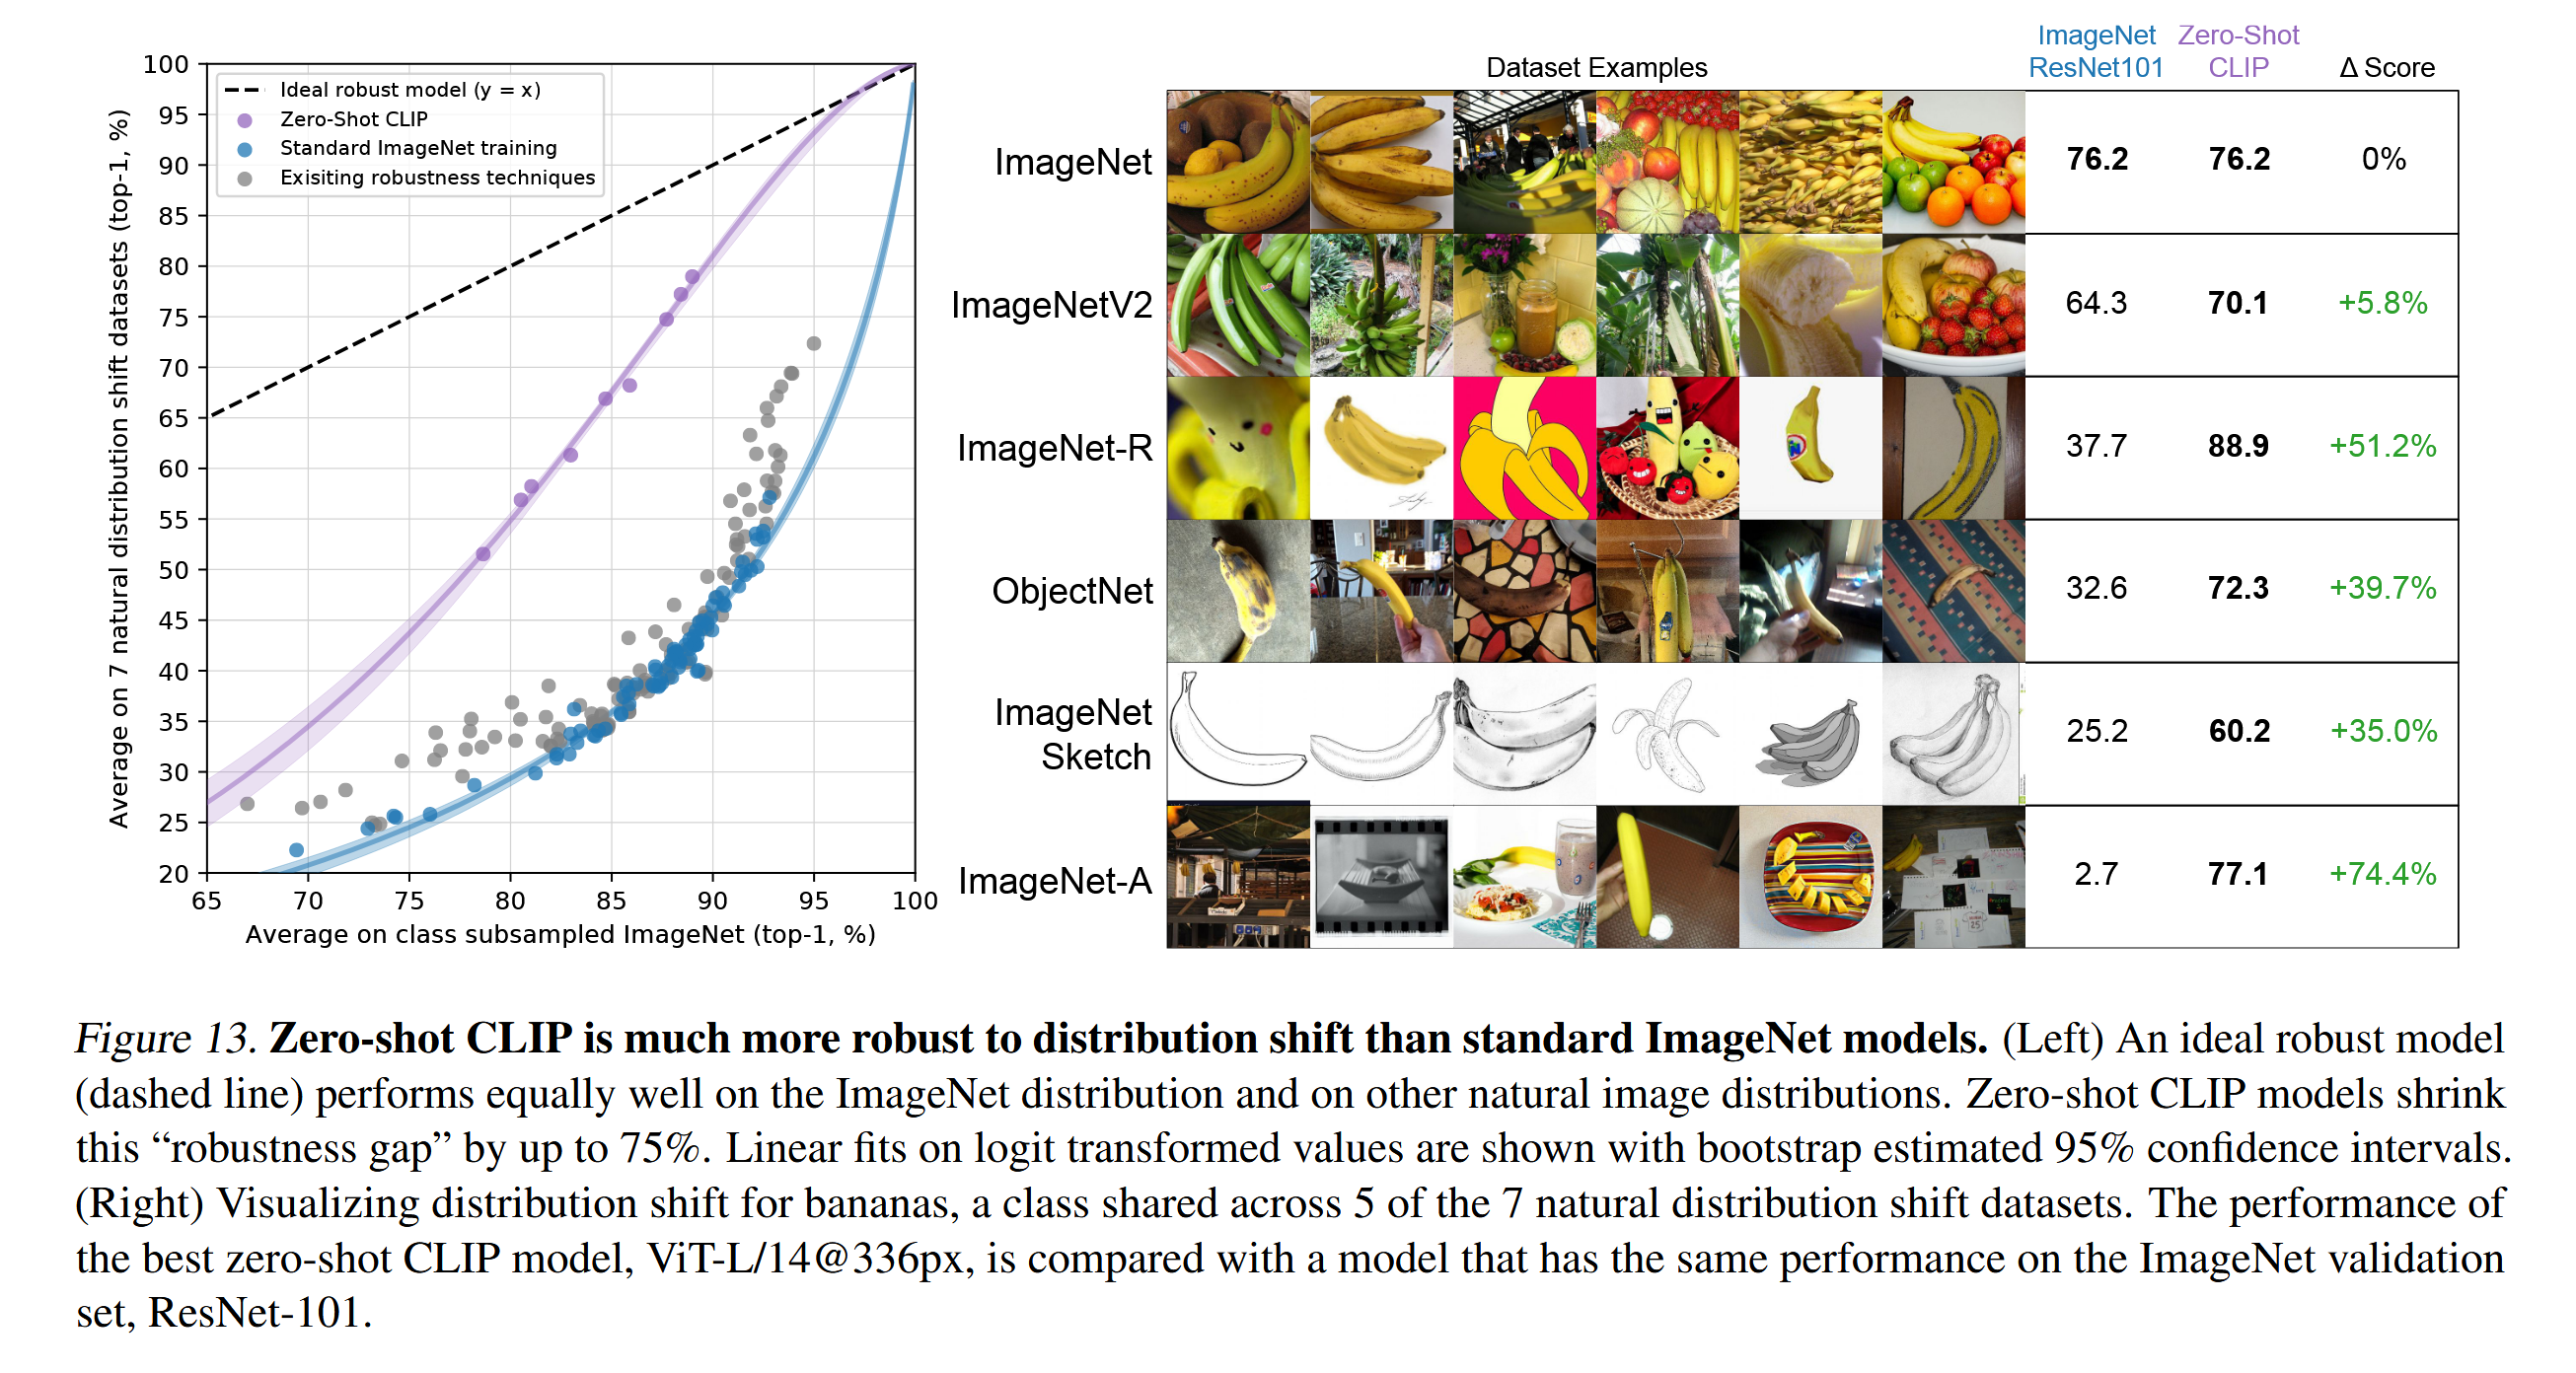 100
95
90
85
80
75
70
65
60
55
50
45
40
35
30
25
20
Average on 7 natural distribution shift datasets (top-1, %)
Ideal robust model (y = x)
Zero-Shot CLIP
Standard ImageNet training
Exisiting robustness techniques
65 70 75 80 85 90 95 100
Average on class subsampled ImageNet (top-1, %)
Dataset Examples
ImageNet ResNet101
Zero-Shot CLIP
Δ Score
ImageNet 76.2 76.2 0%
ImageNetV2 64.3 70.1 +5.8%
ImageNet-R 37.7 88.9 +51.2%
ObjectNet 32.6 72.3 +39.7%
ImageNet
Sketch 25.2 60.2 +35.0%
ImageNet-A 2.7 77.1 +74.4%
Figure 13. Zero-shot CLIP is much more robust to distribution shift than standard ImageNet models. (Left) An ideal robust model
(dashed line) performs equally well on the ImageNet distribution and on other natural image distributions. Zero-shot CLIP models shrink
this “robustness gap” by up to 75%. Linear fits on logit transformed values are shown with bootstrap estimated 95% confidence intervals.
(Right) Visualizing distribution shift for bananas, a class shared across 5 of the 7 natural distribution shift datasets. The performance of
the best zero-shot CLIP model, ViT-L/14@336px, is compared with a model that has the same performance on the ImageNet validation
set, ResNet-101.